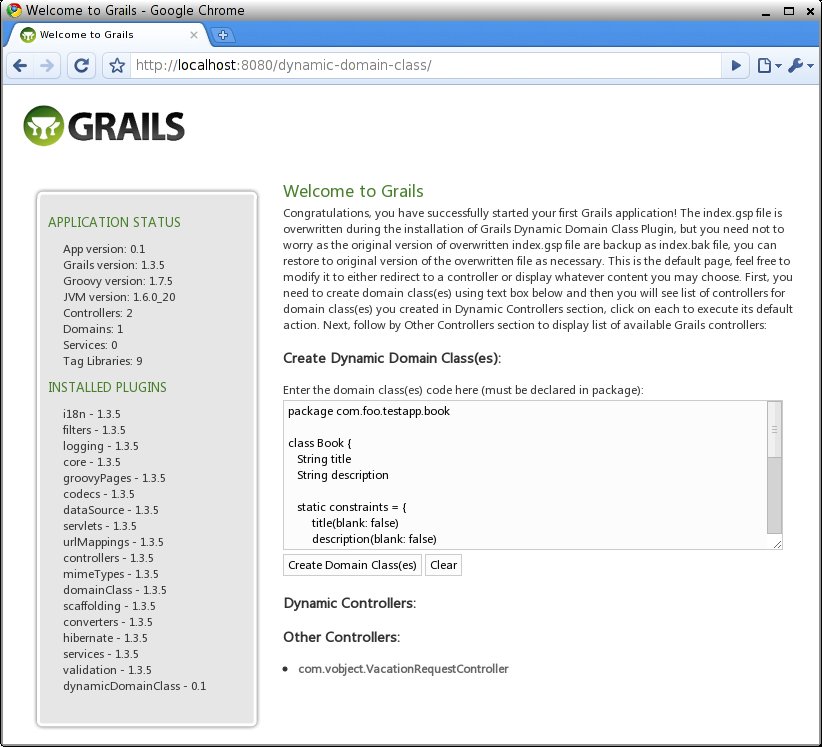 Welcome to Grails - Google Chrome
Welcome to Grails
http://localhost:8080/dynamic-domain-class/
GRAILS
APPLICATION STATUS
App version: 0.1
Grails version: 1.3.5
Groovy version: 1.7.5
JVM version: 1.6.0_20
Controllers: 2
Domains: 1
Services: 0
Tag Libraries: 9
INSTALLED PLUGINS
i18n - 1.3.5
filters - 1.3.5
logging - 1.3.5
core - 1.3.5
groovyPages - 1.3.5
codecs - 1.3.5
dataSource - 1.3.5
servlets - 1.3.5
urlMappings - 1.3.5
controllers - 1.3.5
mimeTypes - 1.3.5
domainClass - 1.3.5
scaffolding - 1.3.5
converters - 1.3.5
hibernate - 1.3.5
services - 1.3.5
validation - 1.3.5
dynamicDomainClass - 0.1
Welcome to Grails
Congratulations, you have successfully started your first Grails application! The index.gsp file is
overwritten during the installation of Grails Dynamic Domain Class Plugin, but you need not to
worry as the original version of overwritten index.gsp file are backup as index.bak file, you can
restore to original version of the overwritten file as necessary. This is the default page, feel free to
modify it to either redirect to a controller or display whatever content you may choose. First, you
need to create domain class(es) using text box below and then you will see list of controllers for
domain class(es) you created in Dynamic Controllers section, click on each to execute its default
action. Next, follow by Other Controllers section to display list of available Grails controllers:
Create Dynamic Domain Class(es):
Enter the domain class(es) code here (must be declared in package):
package com.foo.testapp.book
class Book {
String title
String description
static constraints = {
title(blank: false)
description(blank: false)
Create Domain Class(es) Clear
Dynamic Controllers:
Other Controllers:
com.vobject.VacationRequestController